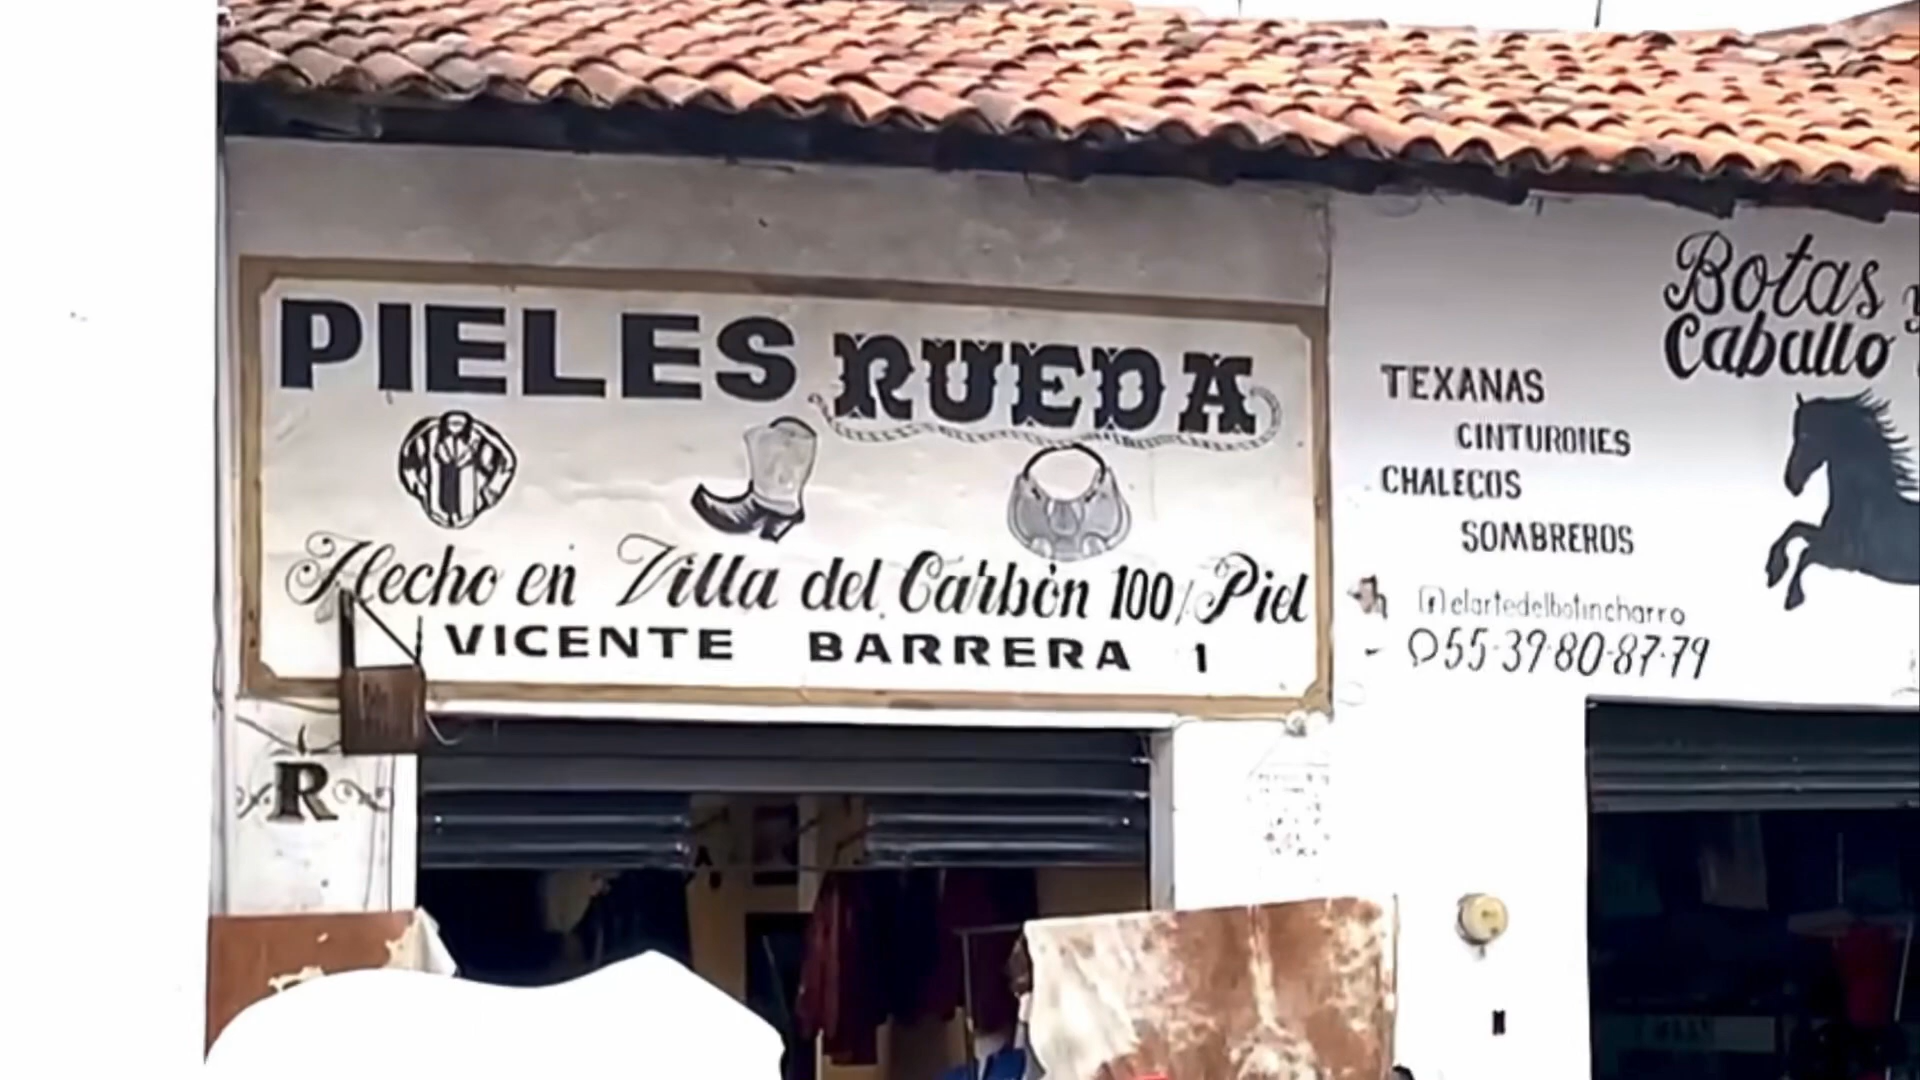 PIELES RUEDA
Hecho en Villa del Carbòn 100/. Piel
VICENTE BARRERA 1
R
Botas y
Caballo
TEXANAS
CINTURONES
CHALECOS
SOMBREROS
elartedelbotincharro
55-39-80-87-79